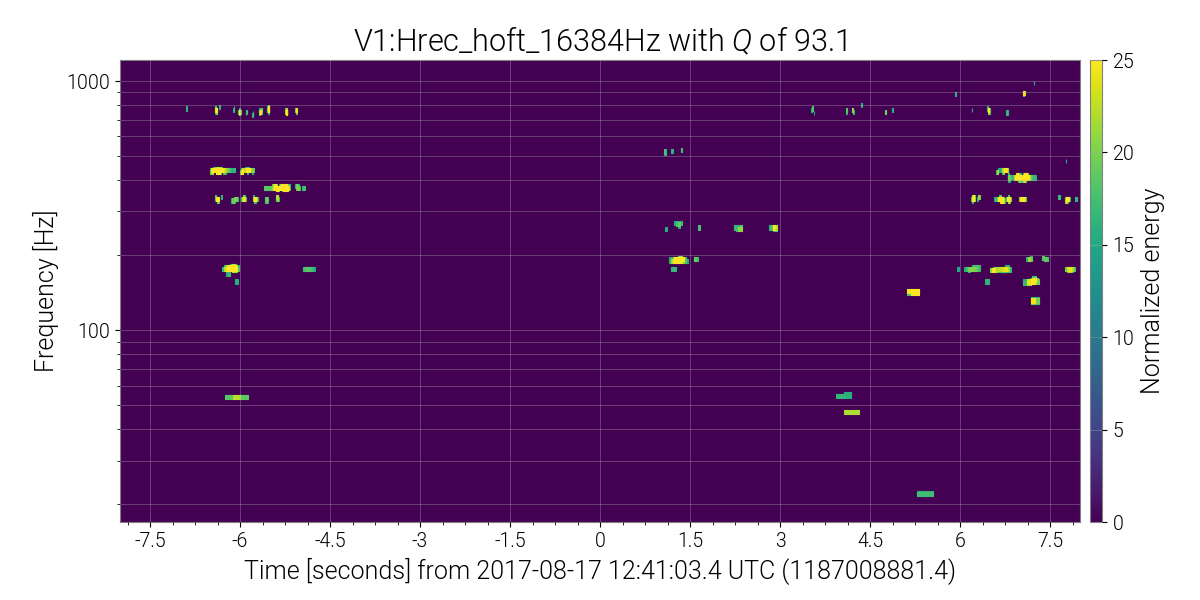 V1:Hrec_hoft_16384Hz with Q of 93.1
1000
100
Frequency [Hz]
-7.5 -6 -4.5 -3 -1.5 0 1.5 3 4.5 6 7.5
Time [seconds] from 2017-08-17 12:41:03.4 UTC (1187008881.4)
25
20
15
10
5
0
Normalized energy